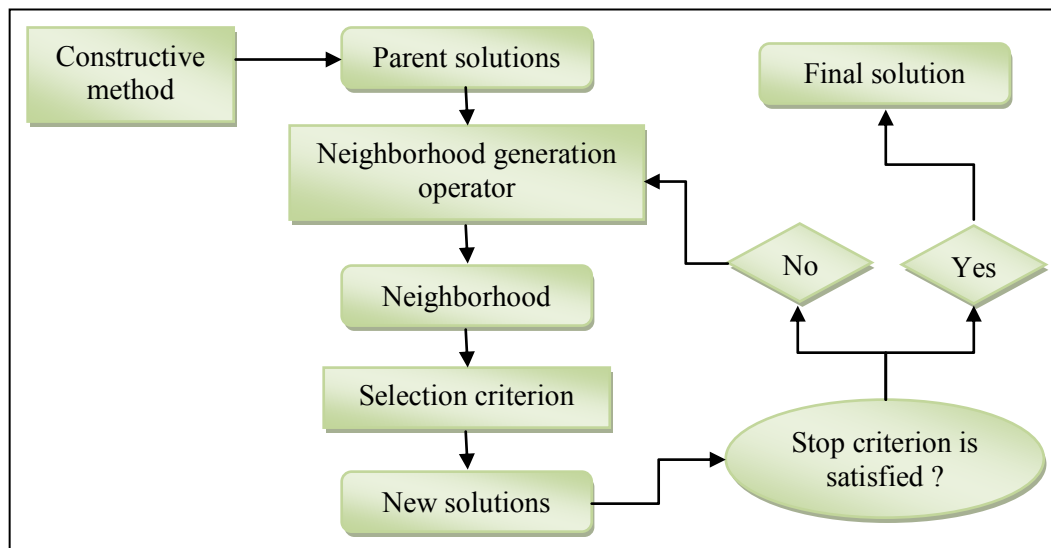 Constructive
method
Parent solutions
Neighborhood generation
operator
Neighborhood
Selection criterion
New solutions
Stop criterion is
satisfied ?
No
Yes
Final solution